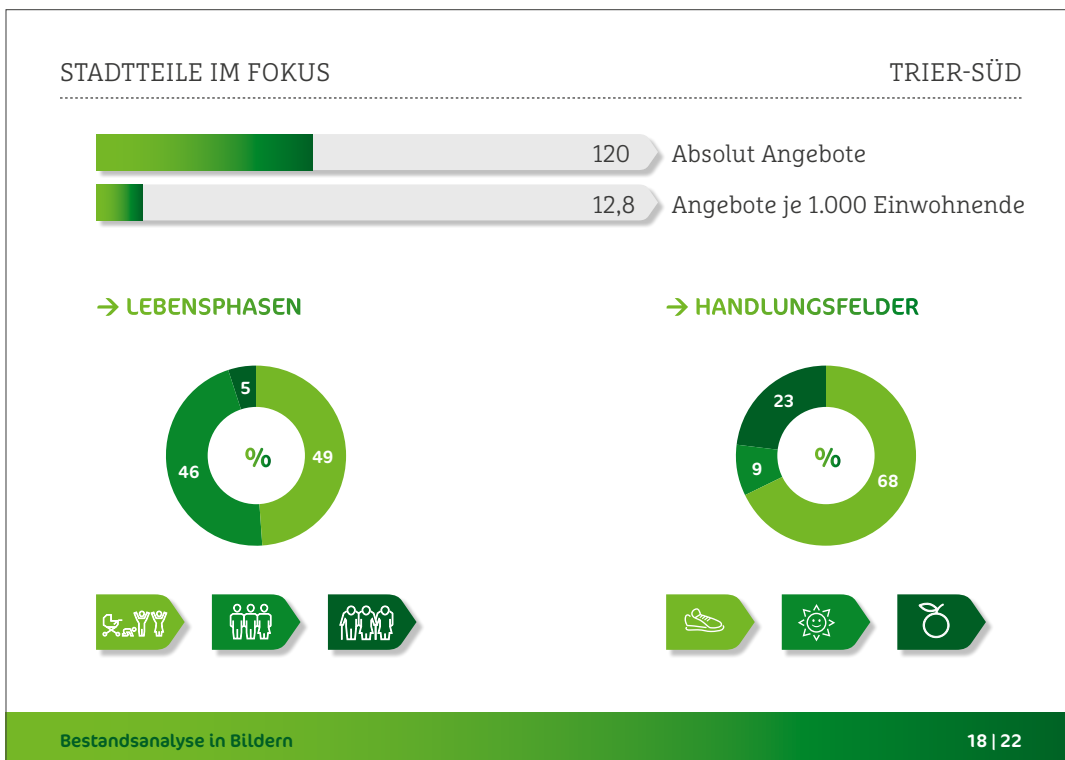 STADTTEILE IM FOKUS TRIER-SÜD
120 Absolut Angebote
12,8 Angebote je 1.000 Einwohnende
→ LEBENSPHASEN
5
46
%
49
→ HANDLUNGSFELDER
23
9
%
68
Bestandsanalyse in Bildern 18 | 22